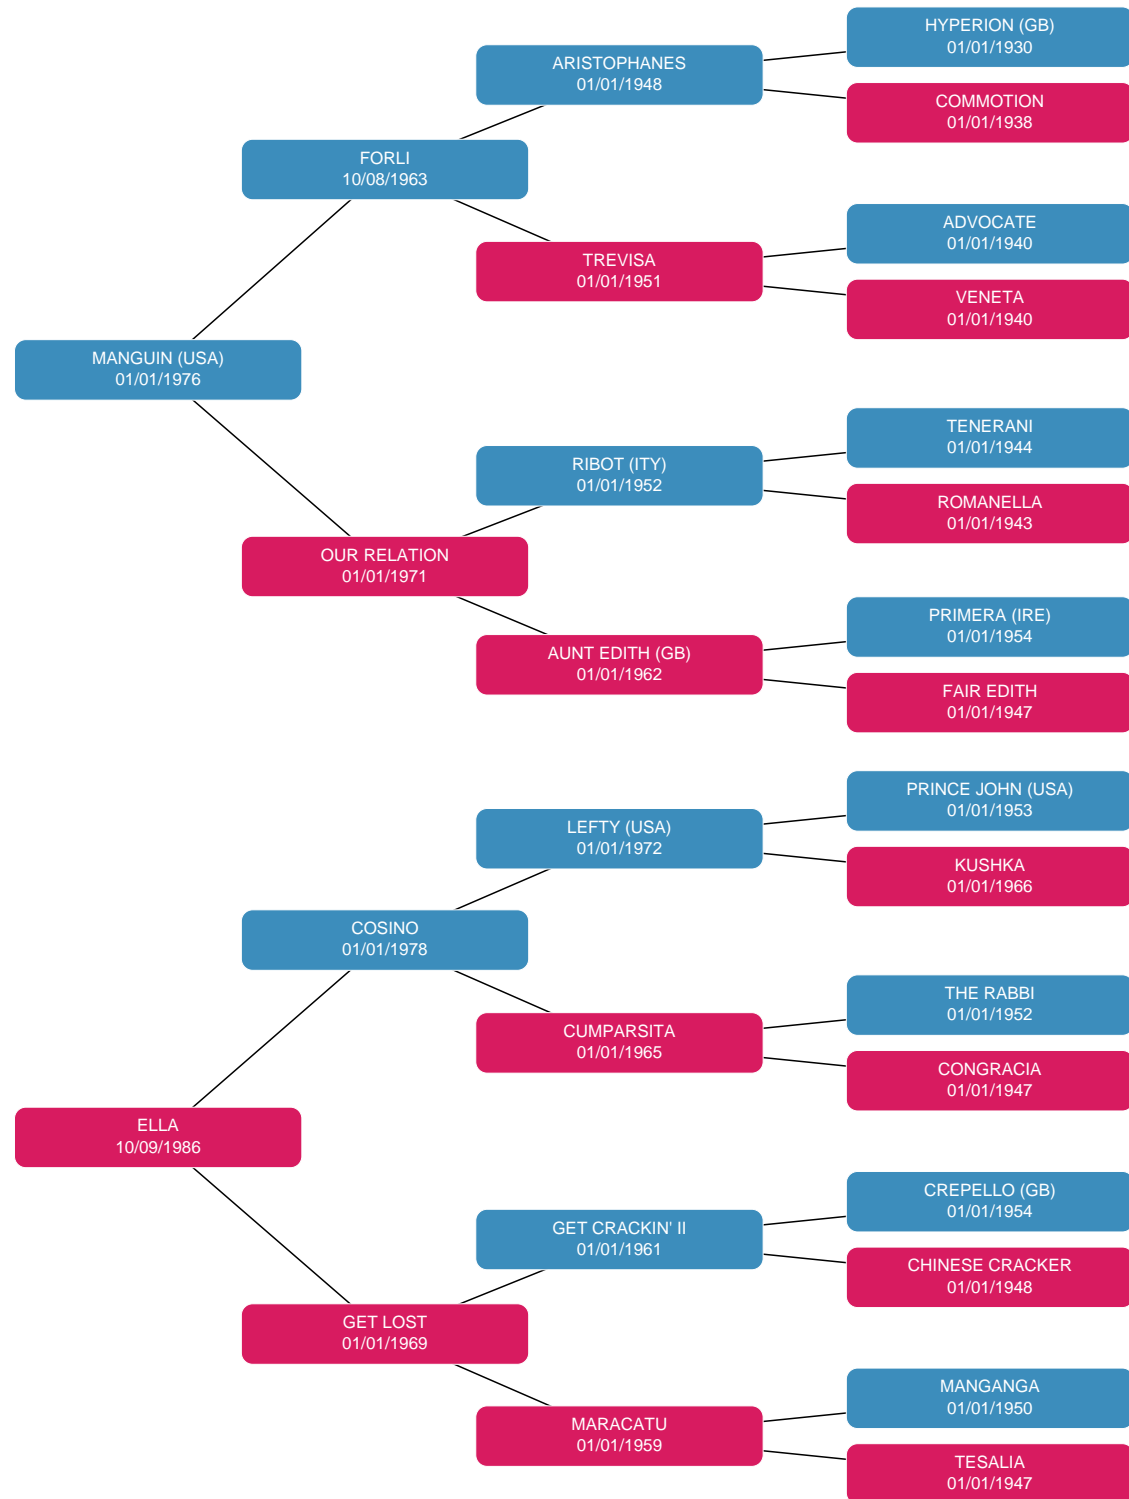 HYPERION (GB)
01/01/1930
ARISTOPHANES
01/01/1948
COMMOTION
01/01/1938
FORLI
10/08/1963
ADVOCATE
01/01/1940
TREVISA
01/01/1951
VENETA
01/01/1940
MANGUIN (USA)
01/01/1976
TENERANI
01/01/1944
RIBOT (ITY)
01/01/1952
ROMANELLA
01/01/1943
OUR RELATION
01/01/1971
PRIMERA (IRE)
01/01/1954
AUNT EDITH (GB)
01/01/1962
FAIR EDITH
01/01/1947
PRINCE JOHN (USA)
01/01/1953
LEFTY (USA)
01/01/1972
KUSHKA
01/01/1966
COSINO
01/01/1978
THE RABBI
01/01/1952
CUMPARSITA
01/01/1965
CONGRACIA
01/01/1947
ELLA
10/09/1986
CREPELLO (GB)
01/01/1954
GET CRACKIN' II
01/01/1961
CHINESE CRACKER
01/01/1948
GET LOST
01/01/1969
MANGANGA
01/01/1950
MARACATU
01/01/1959
TESALIA
01/01/1947